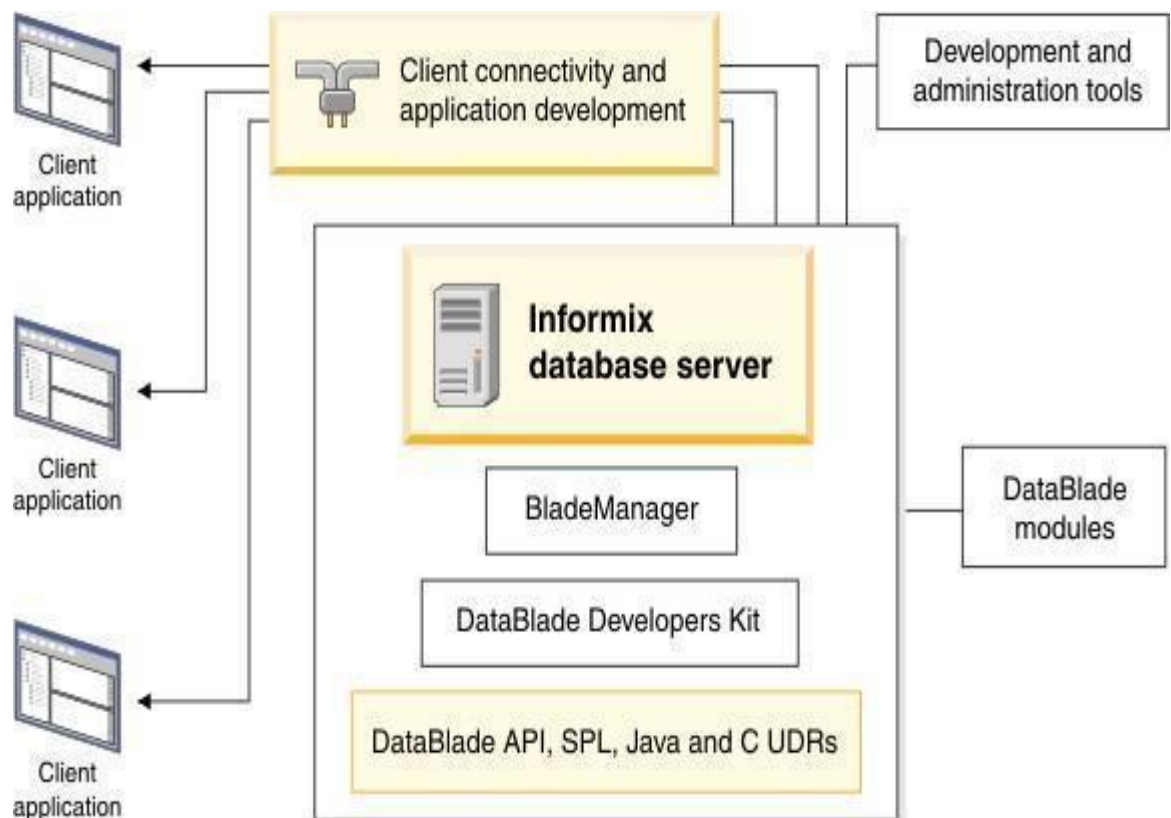 Client connectivity and
application development
Development and
administration tools
Client
application
Informix
database server
Client
application
BladeManager
DataBlade
modules
DataBlade Developers Kit
DataBlade API, SPL, Java and C UDRs
Client
application